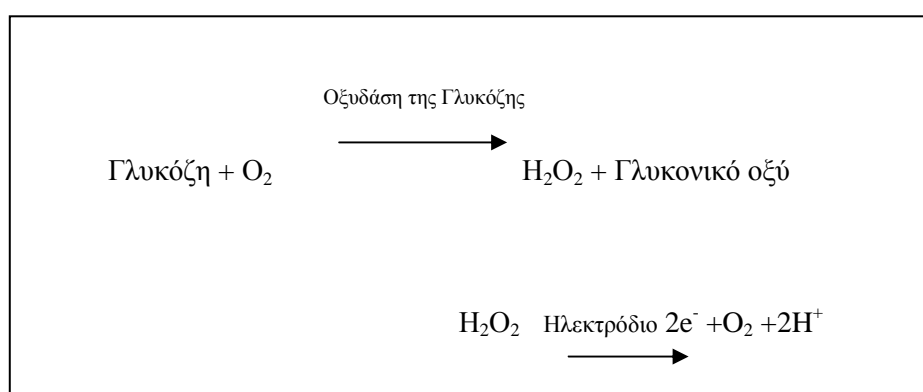 Οξυδάση της Γλυκόζης
Γλυκόζη + O₂ H₂O₂ + Γλυκονικό οξύ
H₂O₂ Ηλεκτρόδιο 2e⁻ +O₂ +2H⁺